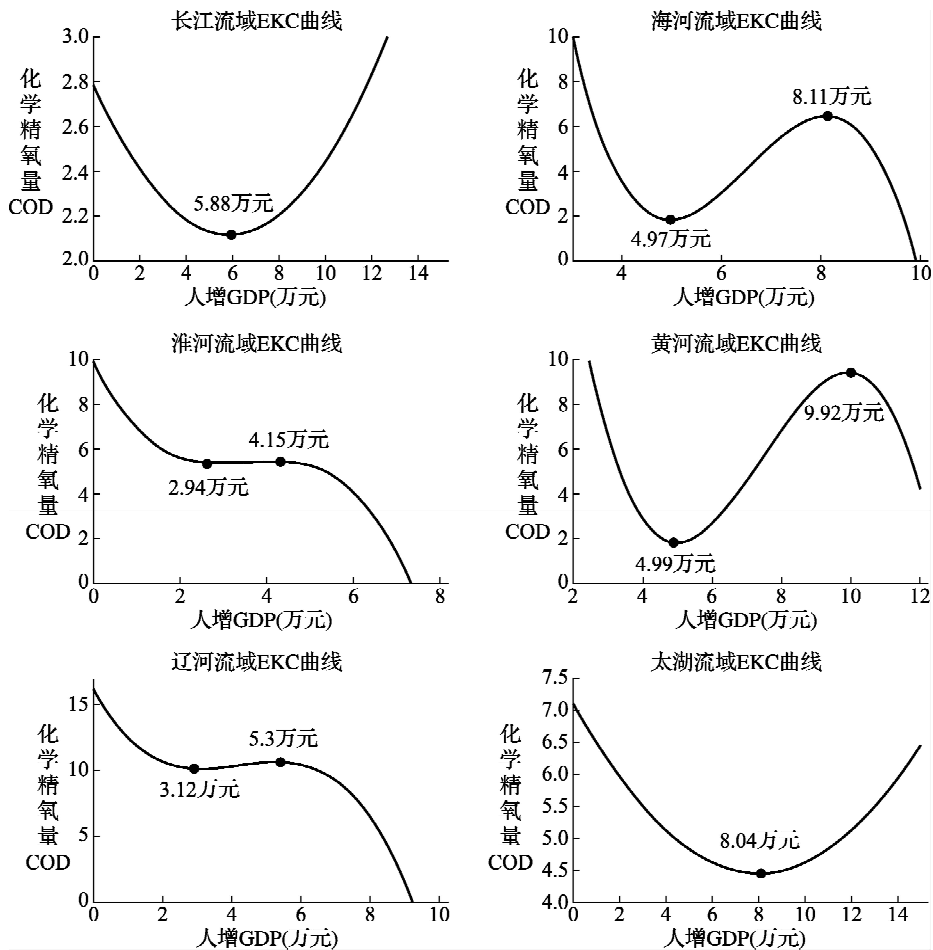 长江流域EKC曲线
3.0
2.8
2.6
2.4
2.2
2.0
化学精氧量
COD
5.88万元
0 2 4 6 8 10 12 14
人增GDP(万元)
海河流域EKC曲线
10
8
6
4
2
0
化学精氧量
COD
8.11万元
4.97万元
4 6 8 10
人增GDP(万元)
淮河流域EKC曲线
10
8
6
4
2
0
化学精氧量
COD
4.15万元
2.94万元
0 2 4 6 8
人增GDP(万元)
黄河流域EKC曲线
10
8
6
4
2
0
化学精氧量
COD
9.92万元
4.99万元
2 4 6 8 10 12
人增GDP(万元)
辽河流域EKC曲线
15
10
5
0
化学精氧量
COD
5.3万元
3.12万元
0 2 4 6 8 10
人增GDP(万元)
太湖流域EKC曲线
7.5
7.0
6.5
6.0
5.5
5.0
4.5
4.0
化学精氧量
COD
8.04万元
0 2 4 6 8 10 12 14
人增GDP(万元)